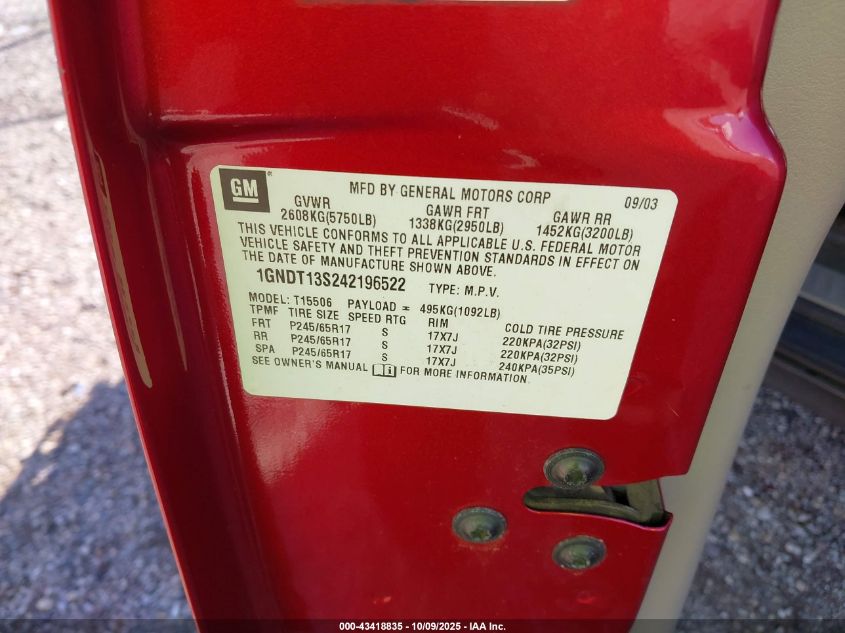 GM® MFD BY GENERAL MOTORS CORP 09/03
GVWR GAWR FRT GAWR RR
2608KG(5750LB) 1338KG(2950LB) 1452KG(3200LB)
THIS VEHICLE CONFORMS TO ALL APPLICABLE U.S. FEDERAL MOTOR
VEHICLE SAFETY AND THEFT PREVENTION STANDARDS IN EFFECT ON
THE DATE OF MANUFACTURE SHOWN ABOVE.
1GNDT13S242196522 TYPE: M.P.V.
MODEL: T15506 PAYLOAD = 495KG(1092LB)
TPMF TIRE SIZE SPEED RTG RIM COLD TIRE PRESSURE
FRT P245/65R17 S 17X7J 220KPA(32PSI)
RR P245/65R17 S 17X7J 220KPA(32PSI)
SPA P245/65R17 S 17X7J 240KPA(35PSI)
SEE OWNER'S MANUAL FOR MORE INFORMATION.
000-43418835 - 10/09/2025 - IAA Inc.